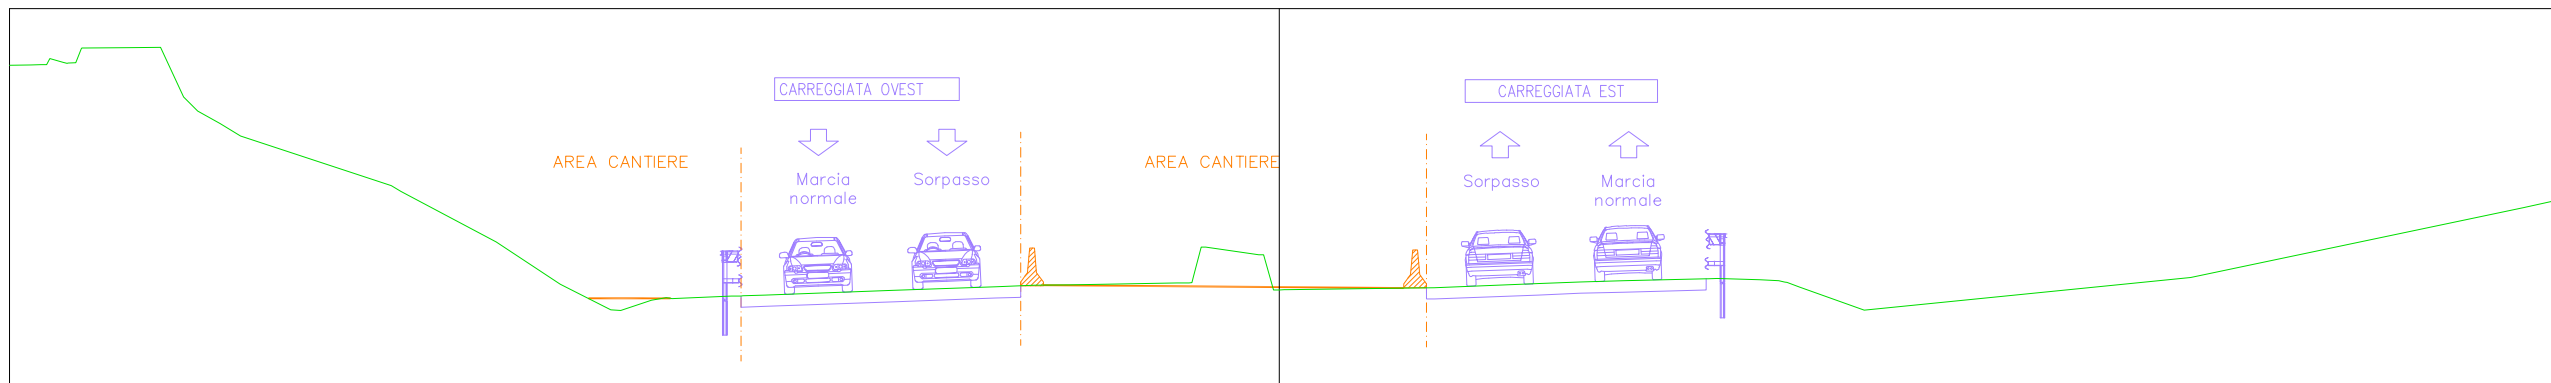 CARREGGIATA OVEST
CARREGGIATA EST
AREA CANTIERE
Marcia
normale
Sorpasso
AREA CANTIERE
Sorpasso
Marcia
normale